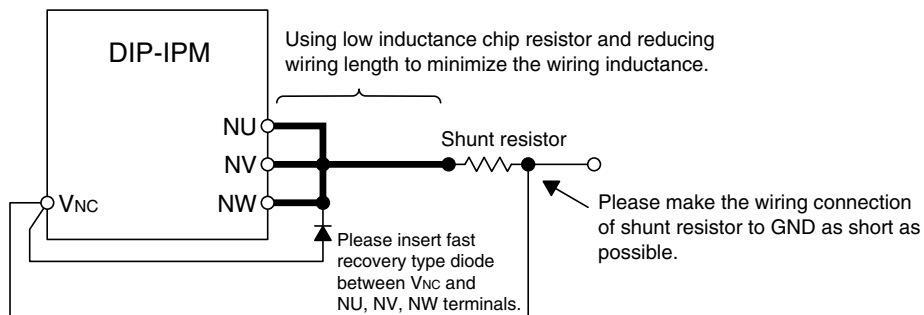 DIP-IPM
Using low inductance chip resistor and reducing
wiring length to minimize the wiring inductance.
NU
NV
NW
VNC
Shunt resistor
Please make the wiring connection
of shunt resistor to GND as short as
possible.
Please insert fast
recovery type diode
between VNC and
NU, NV, NW terminals.